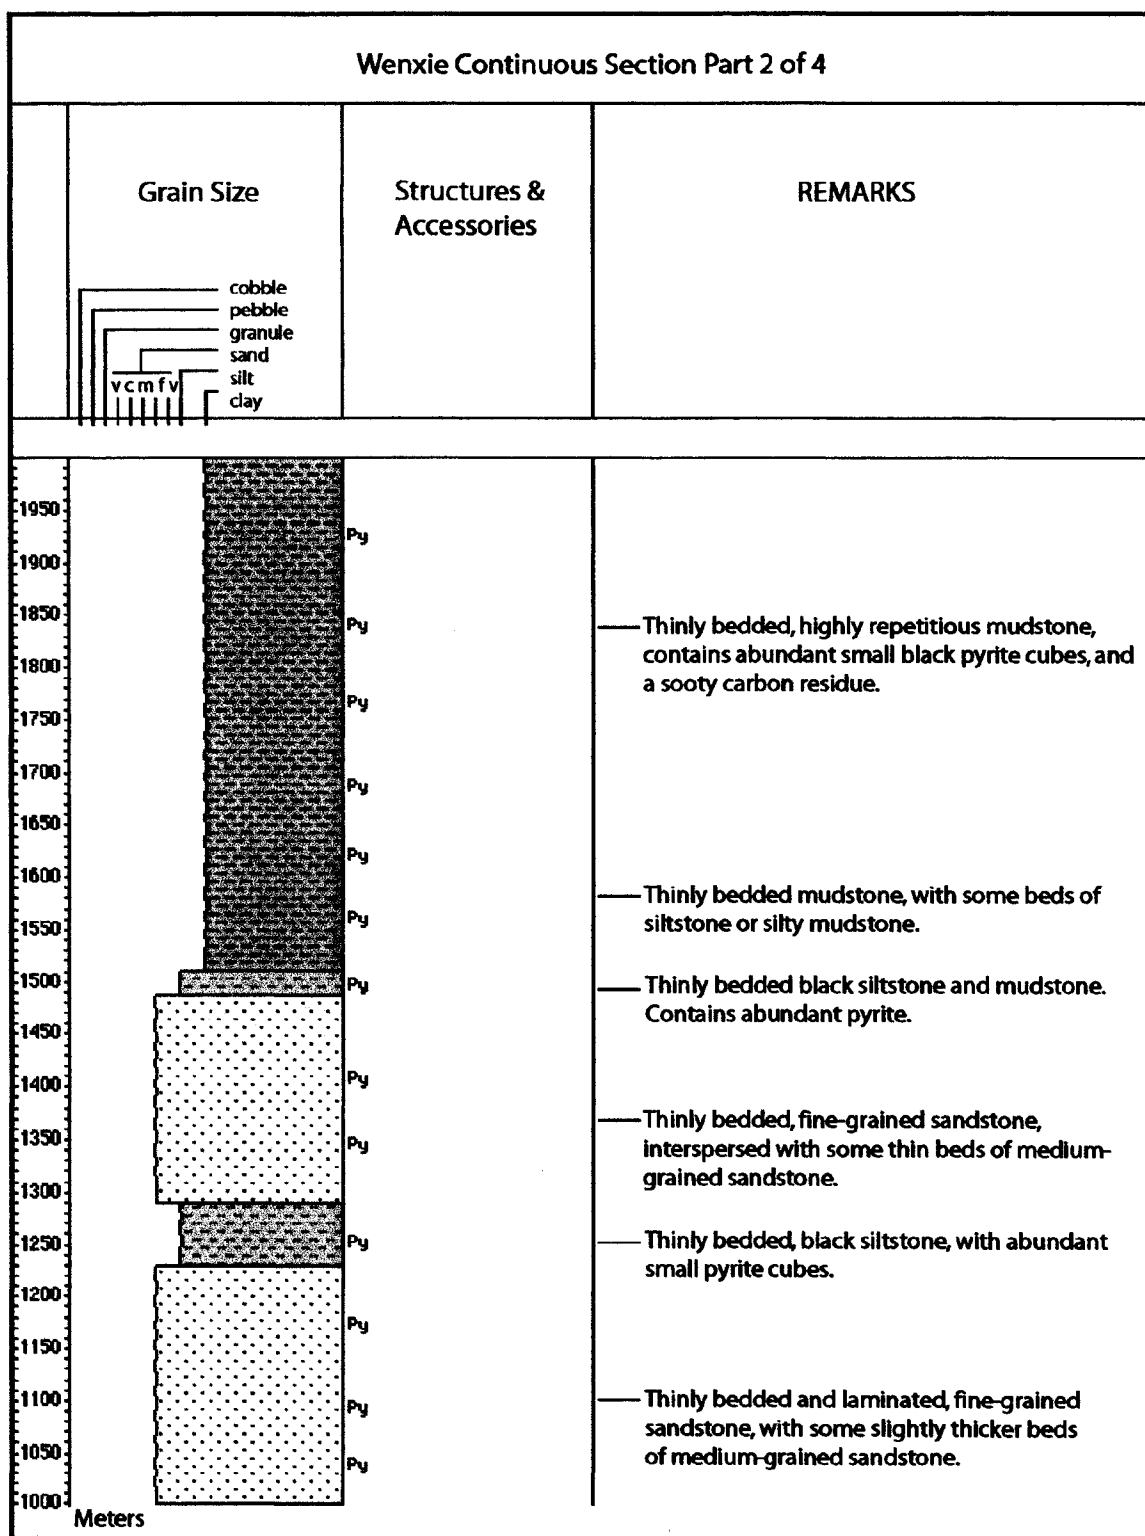 Wenxie Continuous Section Part 2 of 4
Grain Size
Structures &
Accessories
REMARKS
cobble
pebble
granule
sand
v c m f v
silt
clay
1950
Py
1900
1850
Py
Thinly bedded, highly repetitious mudstone,
contains abundant small black pyrite cubes, and
a sooty carbon residue.
1800
1750
Py
1700
Py
1650
Py
1600
Thinly bedded mudstone, with some beds of
siltstone or silty mudstone.
Py
1550
1500
Py
Thinly bedded black siltstone and mudstone.
Contains abundant pyrite.
1450
1400
Py
Thinly bedded, fine-grained sandstone,
interspersed with some thin beds of medium-
grained sandstone.
1350
Py
1300
1250
Py
Thinly bedded, black siltstone, with abundant
small pyrite cubes.
1200
Py
1150
1100
Py
Thinly bedded and laminated, fine-grained
sandstone, with some slightly thicker beds
of medium-grained sandstone.
1050
Py
1000
Meters